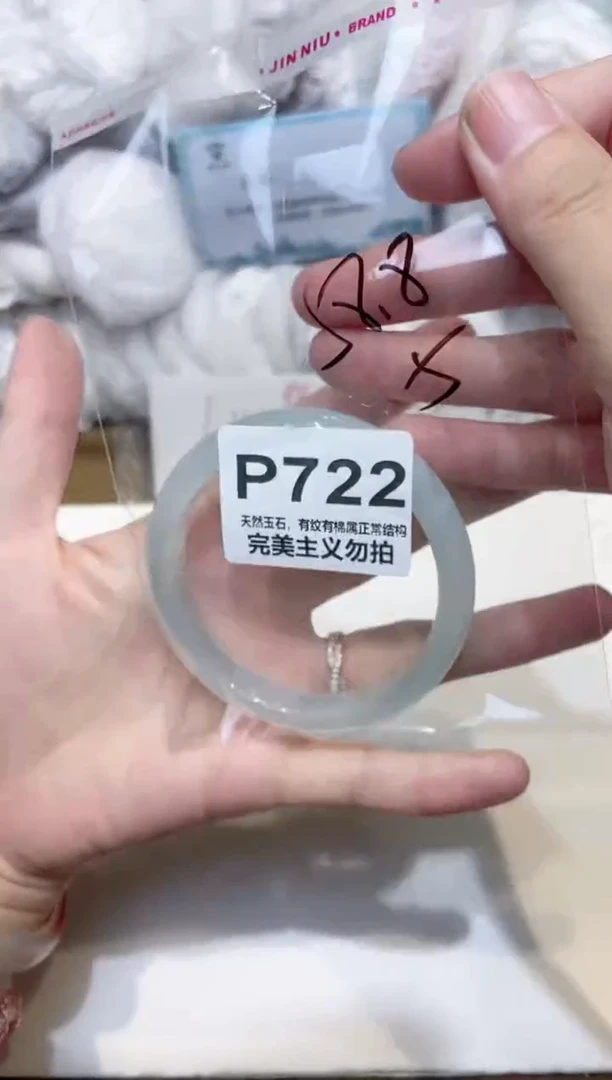 JIN NIU • BRAND
58.8
5
P722
天然玉石，有纹有棉属正常结构
完美主义勿拍